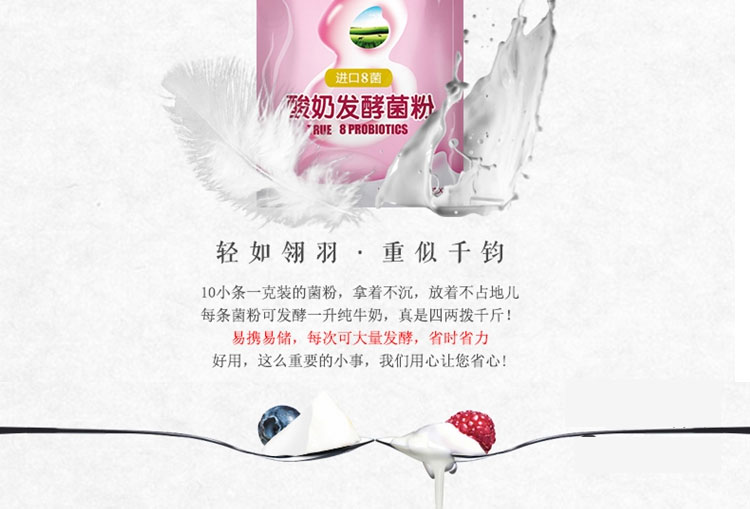 进口8菌
酸奶发酵菌粉
RUE 8 PROBIOTICS
轻如翎羽·重似千钧
10小条一克装的菌粉，拿着不沉，放着不占地儿
每条菌粉可发酵一升纯牛奶，真是四两拨千斤！
易携易储，每次可大量发酵，省时省力
好用，这么重要的小事，我们用心让您省心!